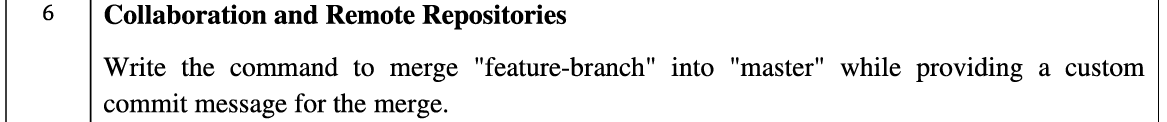 6 Collaboration and Remote Repositories
Write the command to merge "feature-branch" into "master" while providing a custom
commit message for the merge.